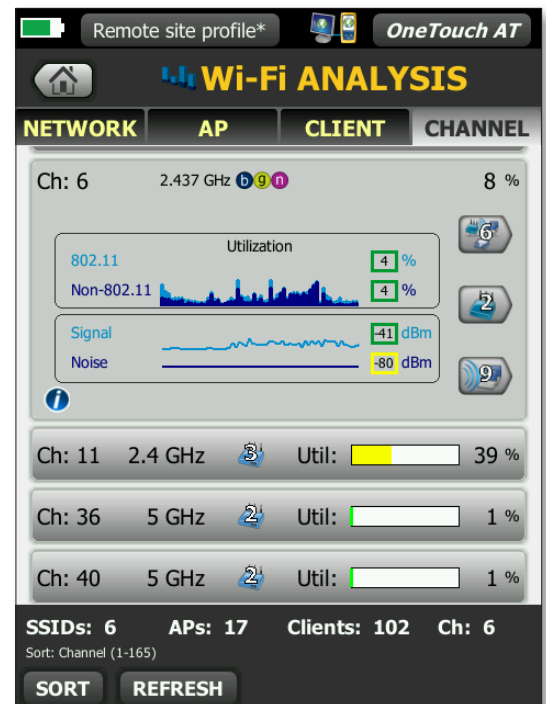 Remote site profile* OneTouch AT
Wi-Fi ANALYSIS
NETWORK AP CLIENT CHANNEL
Ch: 6 2.437 GHz b g n 8 %
6
Utilization
802.11 4 %
Non-802.11 4 %
2
Signal -41 dBm
Noise -80 dBm
9
i
Ch: 11 2.4 GHz 3 Util: 39 %
Ch: 36 5 GHz 2 Util: 1 %
Ch: 40 5 GHz 2 Util: 1 %
SSIDs: 6 APs: 17 Clients: 102 Ch: 6
Sort: Channel (1-165)
SORT REFRESH